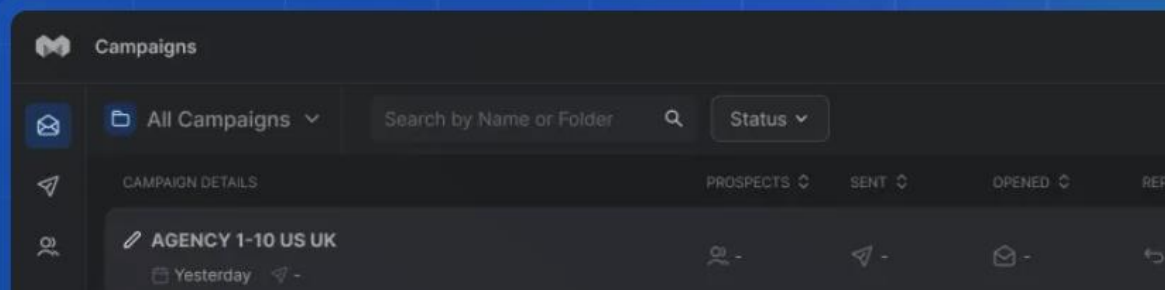 Campaigns
All Campaigns Search by Name or Folder Status
CAMPAIGN DETAILS PROSPECTS SENT OPENED
AGENCY 1-10 US UK - - -
Yesterday -